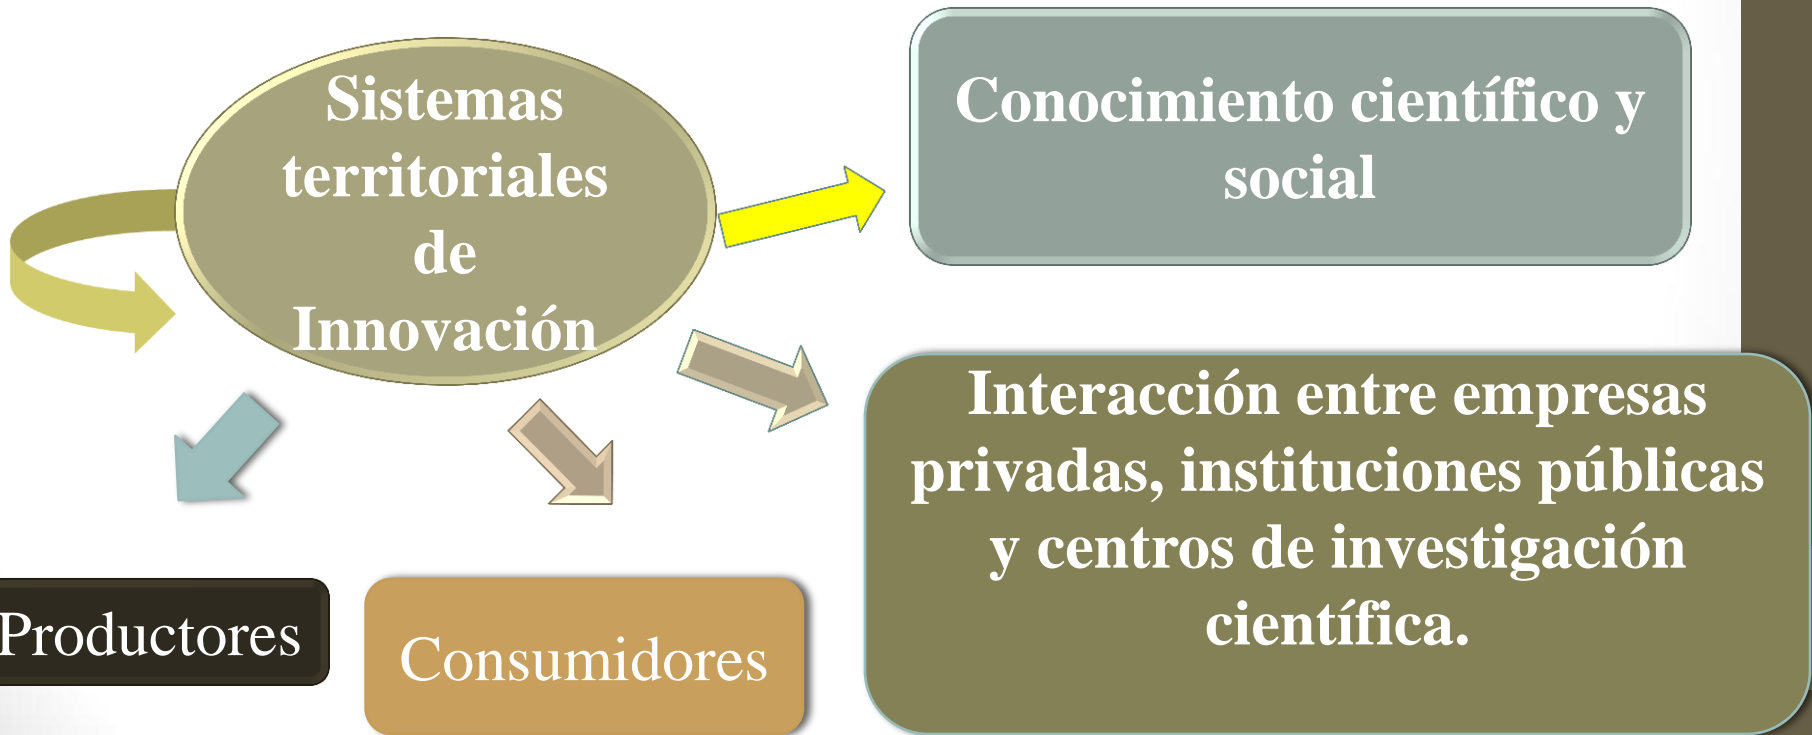 Sistemas
territoriales
de
Innovación
Conocimiento científico y
social
Interacción entre empresas
privadas, instituciones públicas
y centros de investigación
científica.
Productores
Consumidores